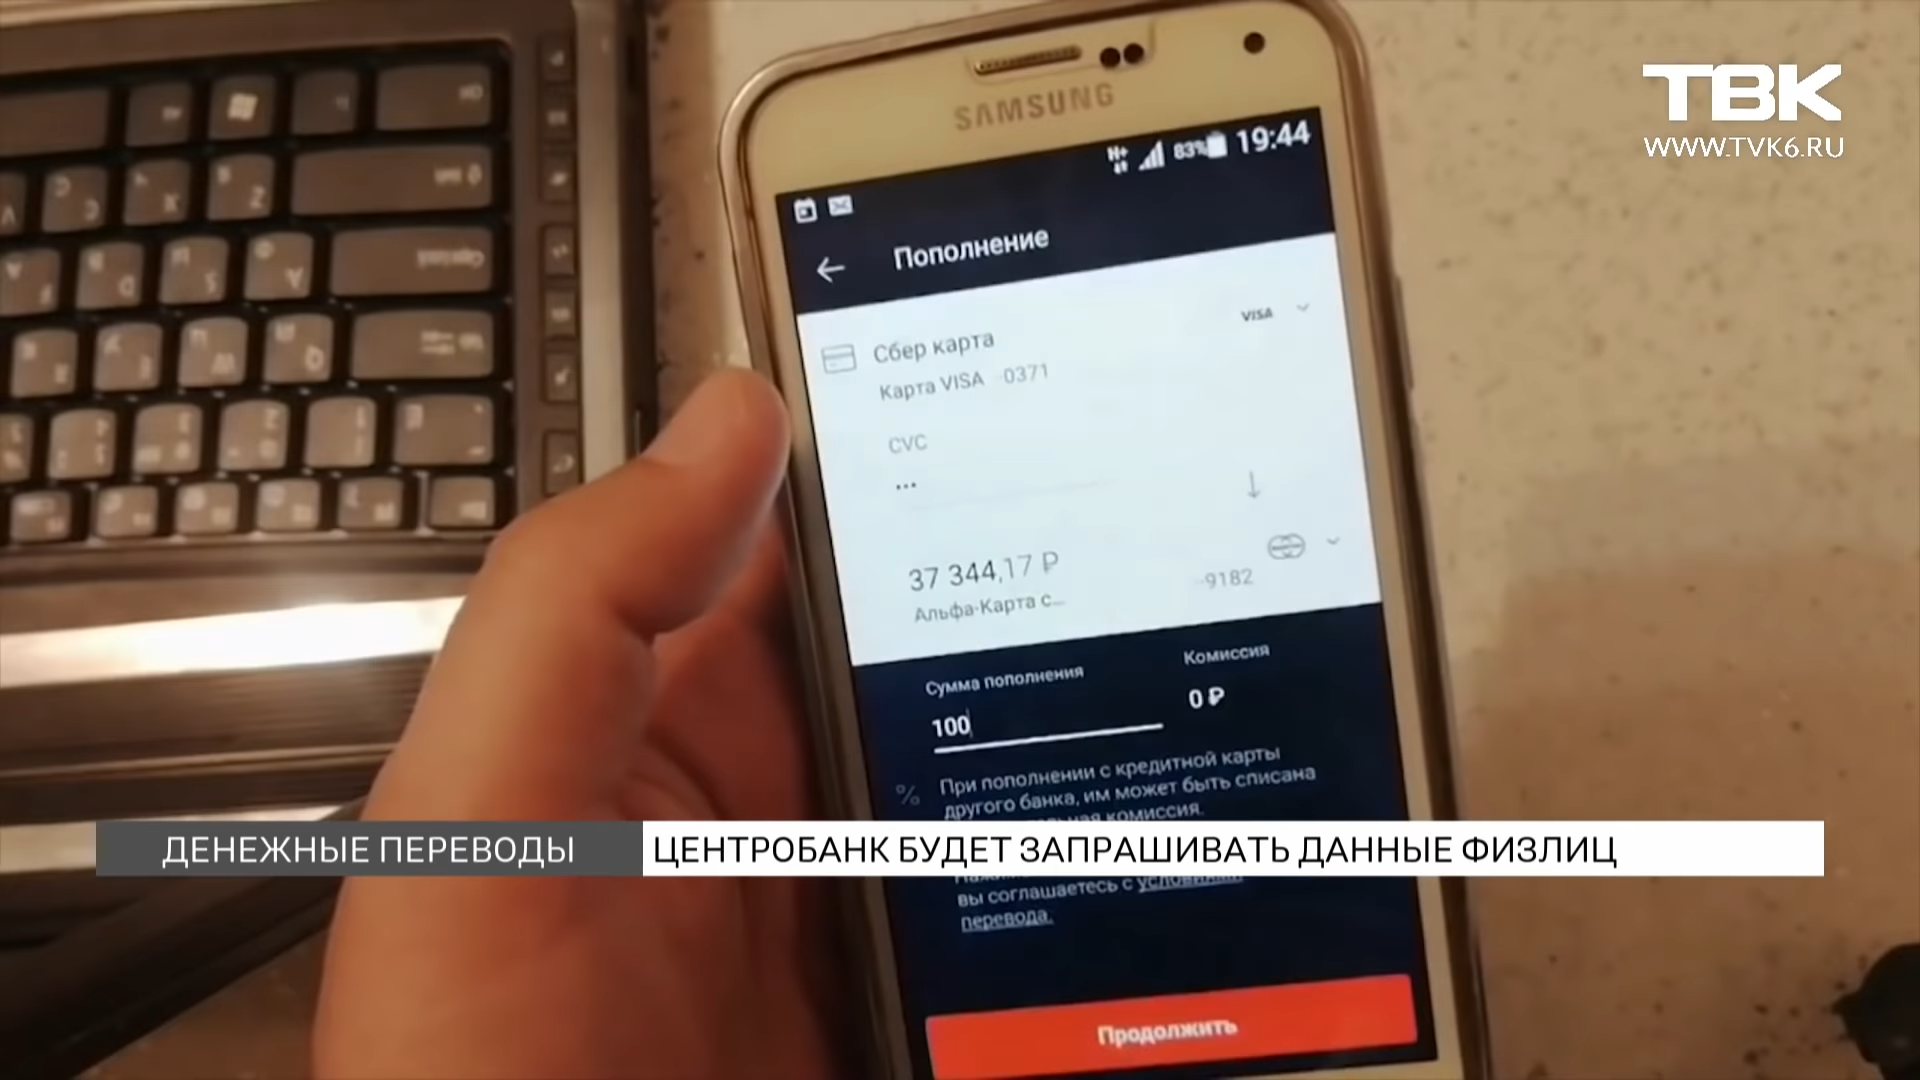 ТВК
WWW.TVK6.RU
SAMSUNG
H+ 83% 19:44
Пополнение
Сбер карта
VISA
Карта VISA ··0371
CVC
•••
37 344,17 ₽
Альфа-Карта с...
··9182
Сумма пополнения
Комиссия
100
0 ₽
% При пополнении с кредитной карты
другого банка, им может быть списана
комиссия.
ДЕНЕЖНЫЕ ПЕРЕВОДЫ
ЦЕНТРОБАНК БУДЕТ ЗАПРАШИВАТЬ ДАННЫЕ ФИЗЛИЦ
вы соглашаетесь с условиями
перевода.
Продолжить